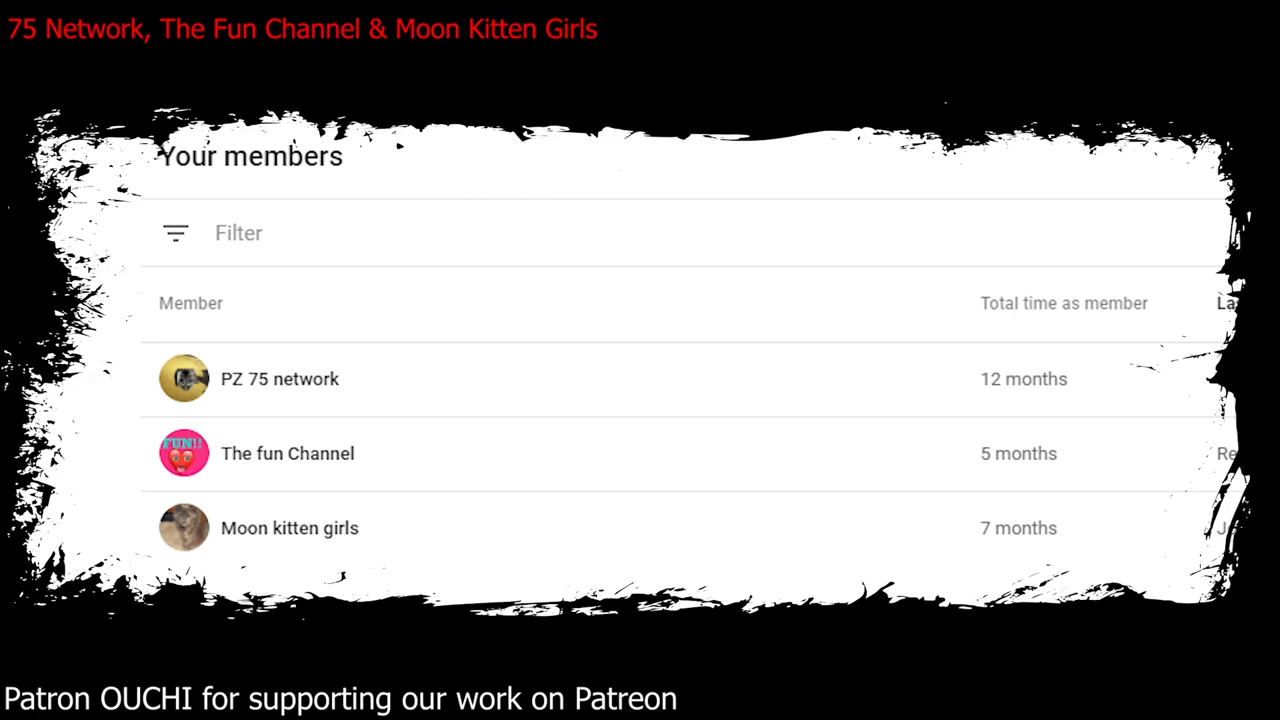 75 Network, The Fun Channel & Moon Kitten Girls
Your members
Filter
Member Total time as member
PZ 75 network 12 months
FUN!!
The fun Channel 5 months
Moon kitten girls 7 months
Patron OUCHI for supporting our work on Patreon